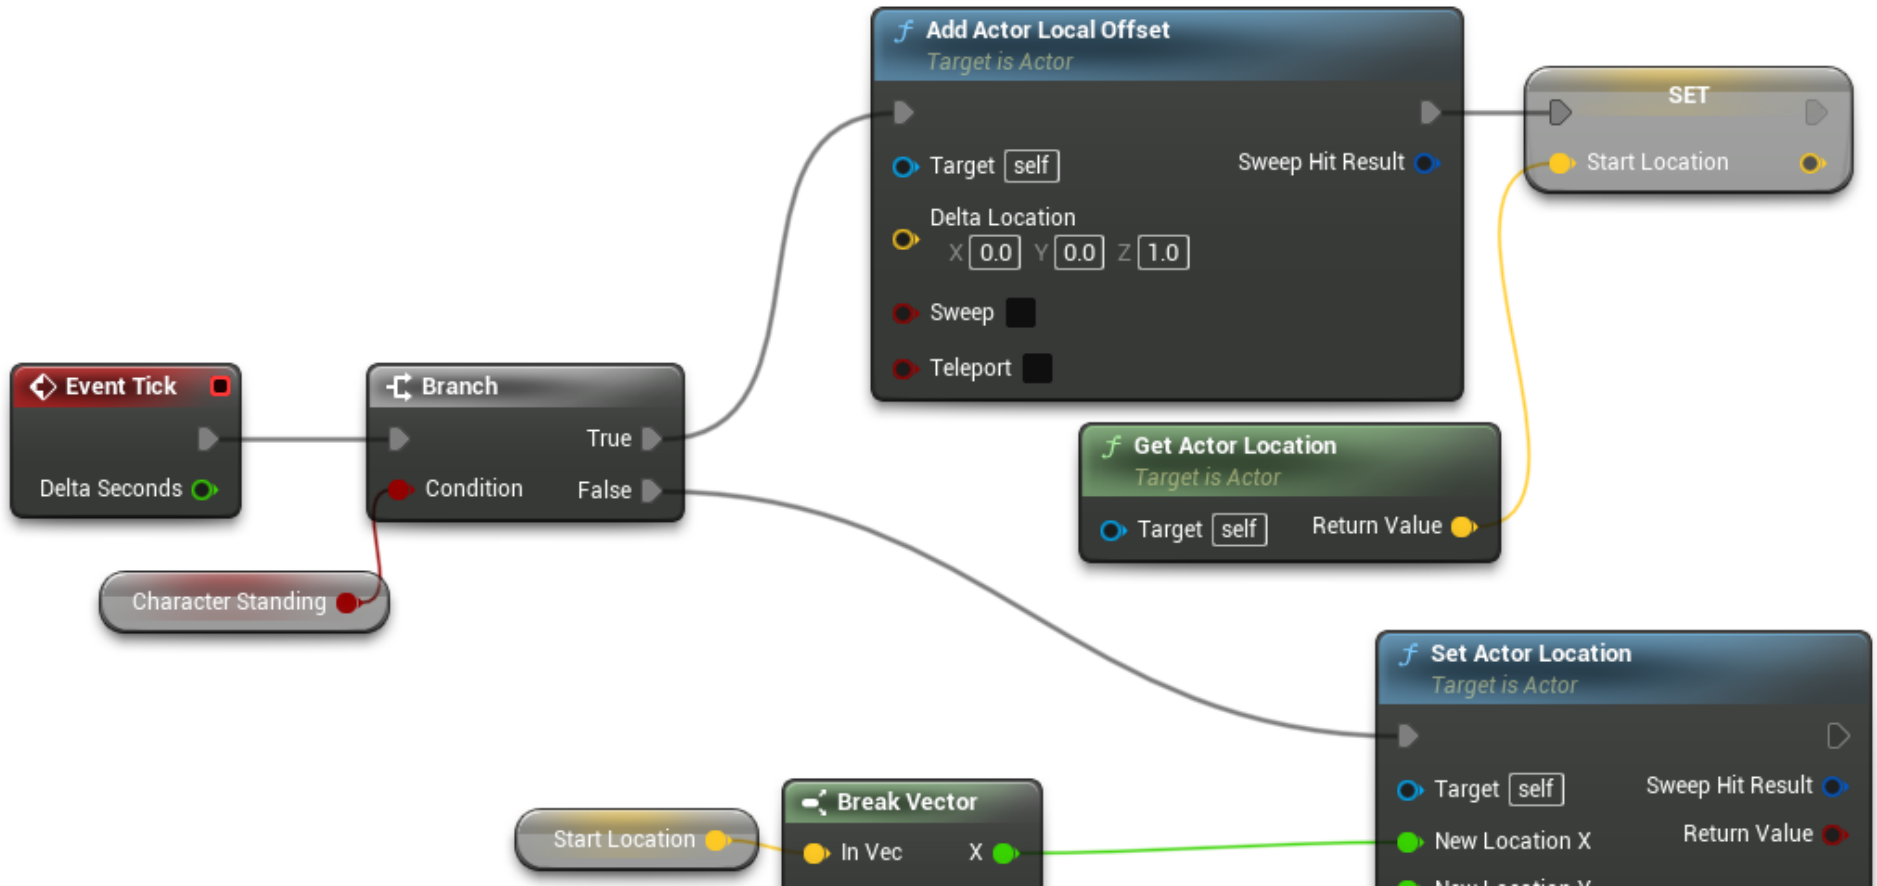 Add Actor Local Offset
Target is Actor
SET
Target self
Sweep Hit Result
Start Location
Delta Location
X 0.0 Y 0.0 Z 1.0
Sweep
Teleport
Event Tick
Delta Seconds
Branch
True
Condition
False
Character Standing
Get Actor Location
Target is Actor
Target self
Return Value
Set Actor Location
Target is Actor
Target self
Sweep Hit Result
New Location X
Return Value
Start Location
Break Vector
In Vec
X
New Location Y